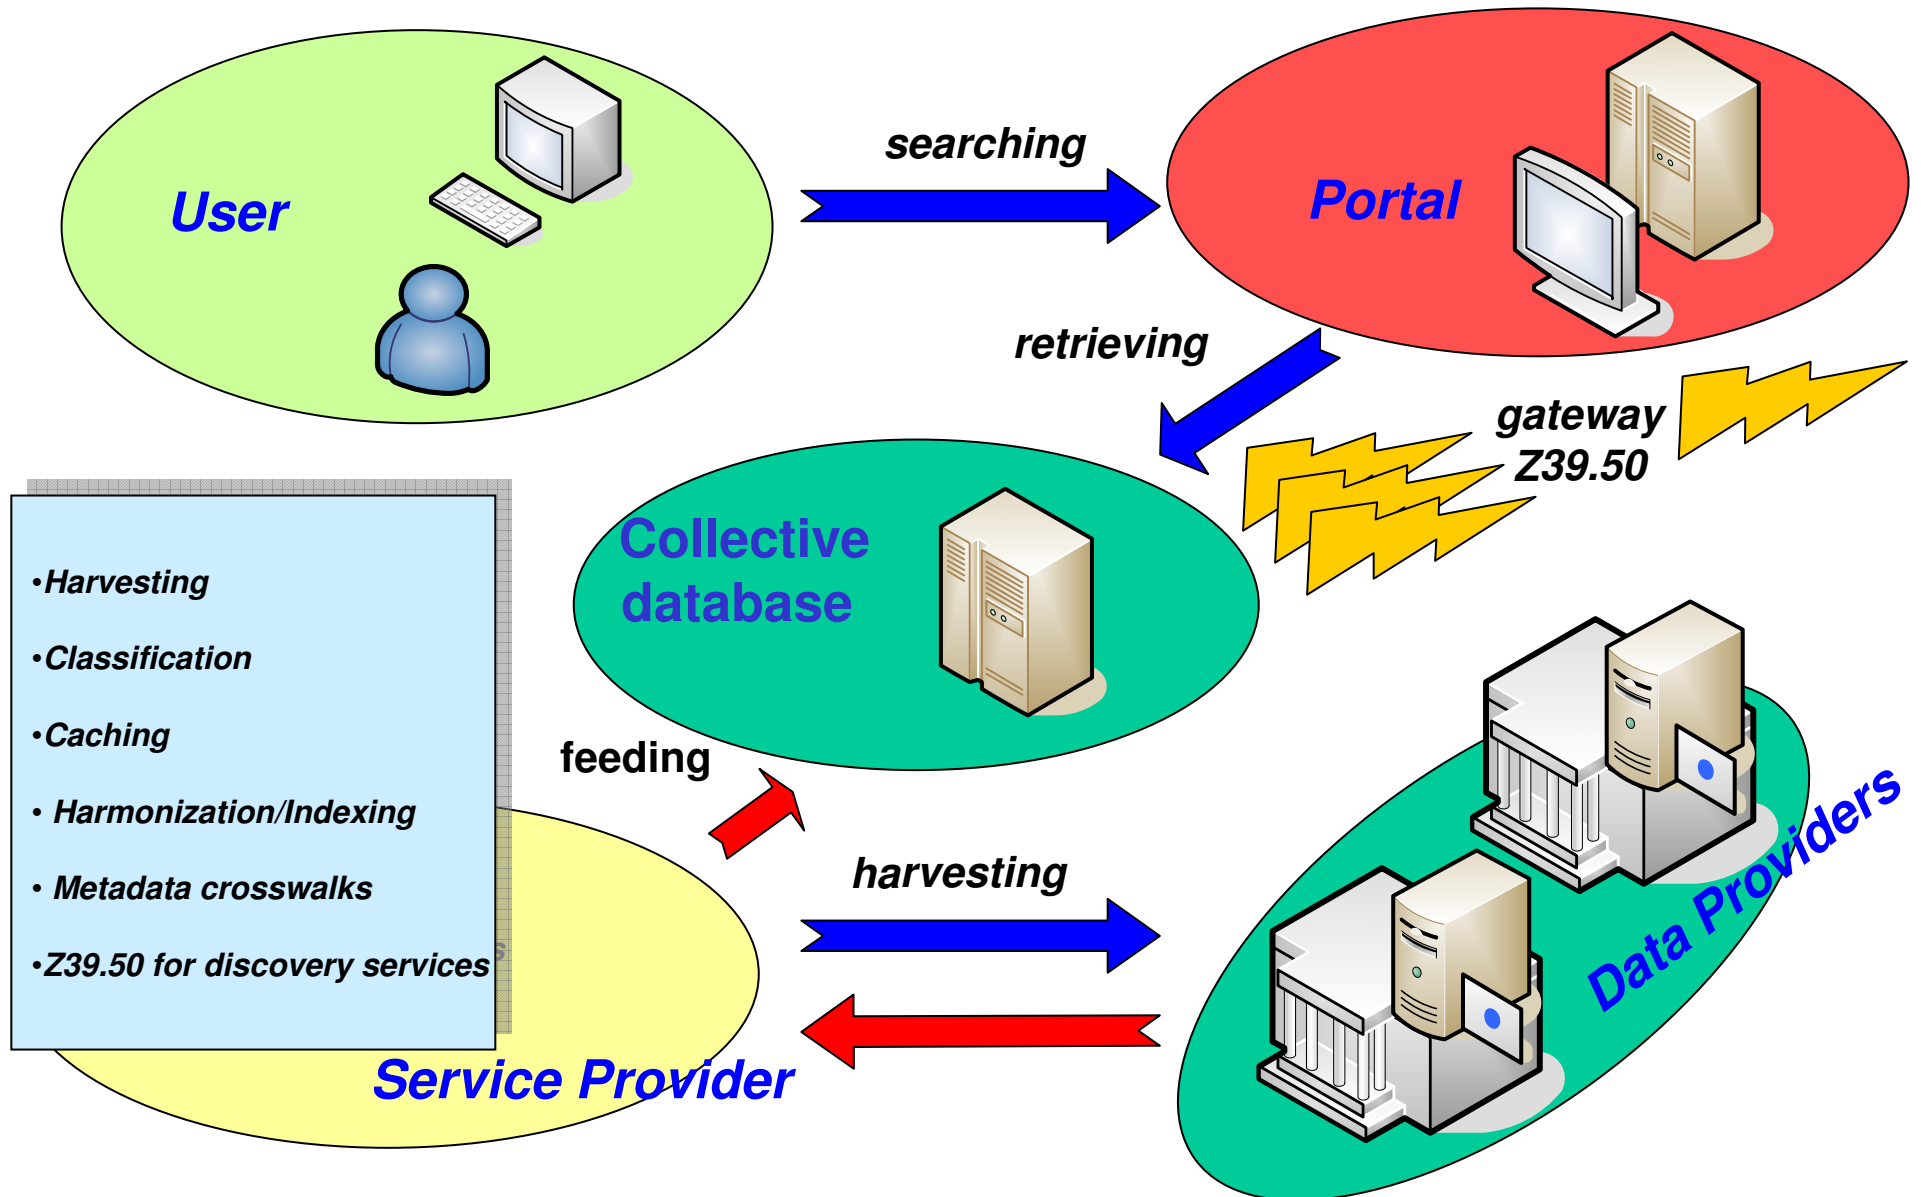 User
searching
Portal
retrieving
gateway
Z39.50
Collective
database
•Harvesting
•Classification
•Caching
• Harmonization/Indexing
• Metadata crosswalks
•Z39.50 for discovery services
feeding
harvesting
Data Providers
Service Provider